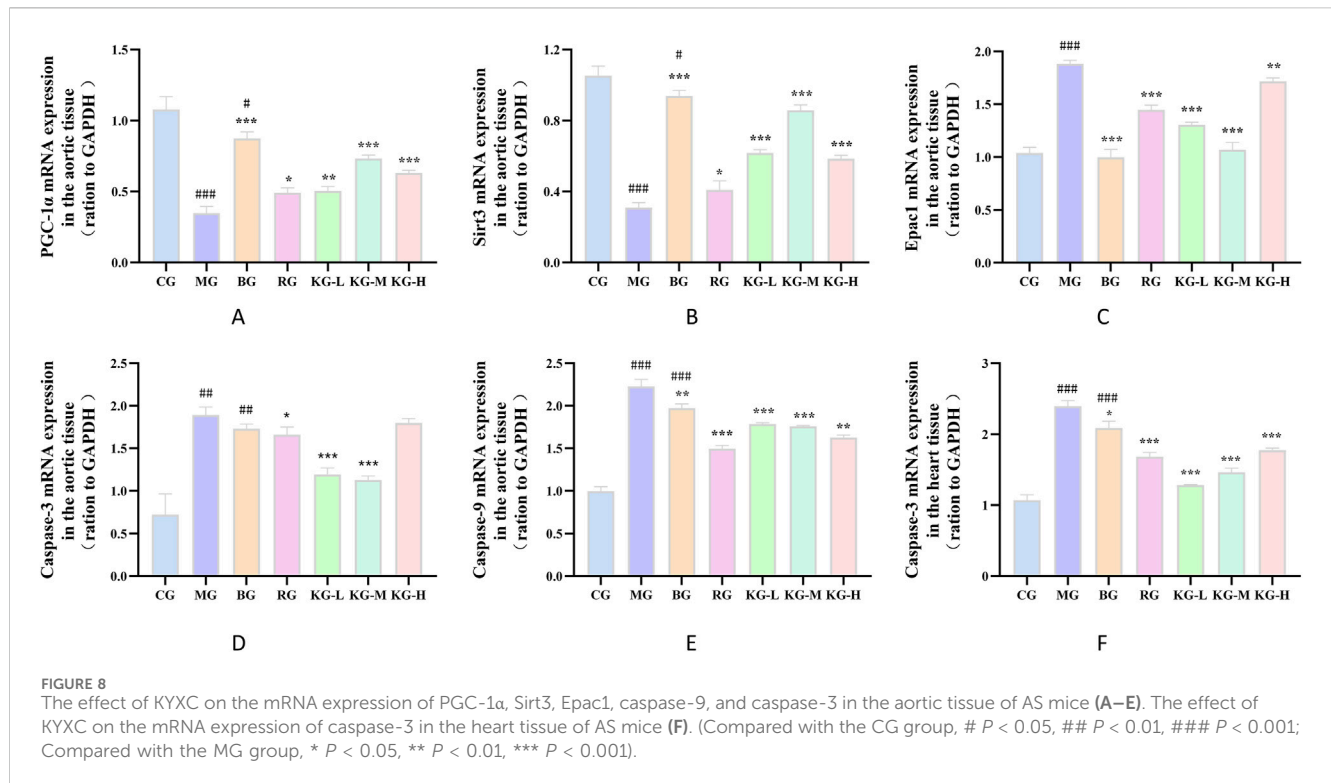 PGC-1α mRNA expression
in the aortic tissue
(ration to GAPDH)
1.5
1.0
0.5
0.0
#
***
###
*
**
***
***
CG MG BG RG KG-L KG-M KG-H
A
Sirt3 mRNA expression
in the aortic tissue
(ration to GAPDH)
1.2
0.8
0.4
0.0
#
***
###
*
***
***
***
CG MG BG RG KG-L KG-M KG-H
B
Epac1 mRNA expression
in the aortic tissue
(ration to GAPDH)
2.0
1.5
1.0
0.5
0.0
###
***
***
***
***
**
CG MG BG RG KG-L KG-M KG-H
C
Caspase-3 mRNA expression
in the aortic tissue
(ration to GAPDH)
2.5
2.0
1.5
1.0
0.5
0.0
##
##
*
***
***
CG MG BG RG KG-L KG-M KG-H
D
Caspase-9 mRNA expression
in the aortic tissue
(ration to GAPDH)
2.5
2.0
1.5
1.0
0.5
0.0
###
###
**
***
***
***
**
CG MG BG RG KG-L KG-M KG-H
E
Caspase-3 mRNA expression
in the heart tissue
(ration to GAPDH)
3
2
1
0
###
###
*
***
***
***
***
CG MG BG RG KG-L KG-M KG-H
F
FIGURE 8
The effect of KYXC on the mRNA expression of PGC-1α, Sirt3, Epac1, caspase-9, and caspase-3 in the aortic tissue of AS mice (A–E). The effect of
KYXC on the mRNA expression of caspase-3 in the heart tissue of AS mice (F). (Compared with the CG group, # P < 0.05, ## P < 0.01, ### P < 0.001;
Compared with the MG group, * P < 0.05, ** P < 0.01, *** P < 0.001).